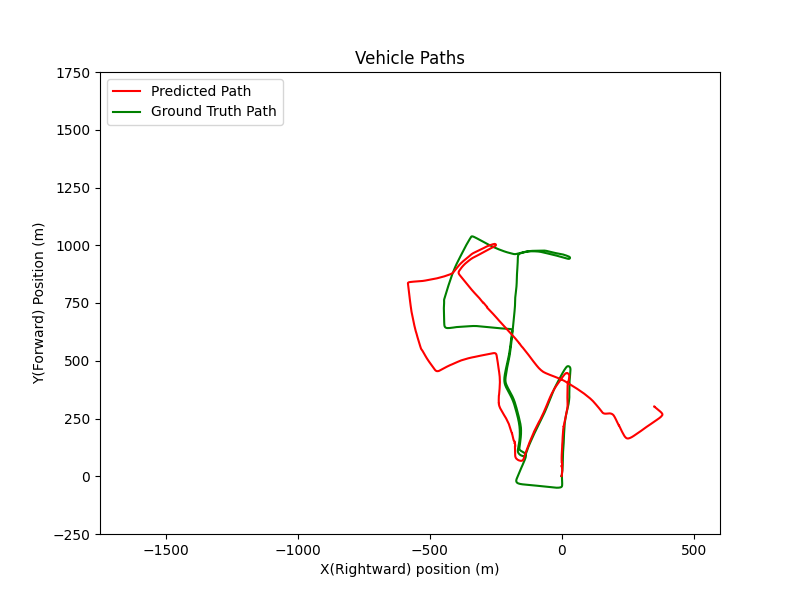 Vehicle Paths
Predicted Path
Ground Truth Path
1750
1500
1250
1000
750
500
250
0
−250
Y(Forward) Position (m)
−1500 −1000 −500 0 500
X(Rightward) position (m)